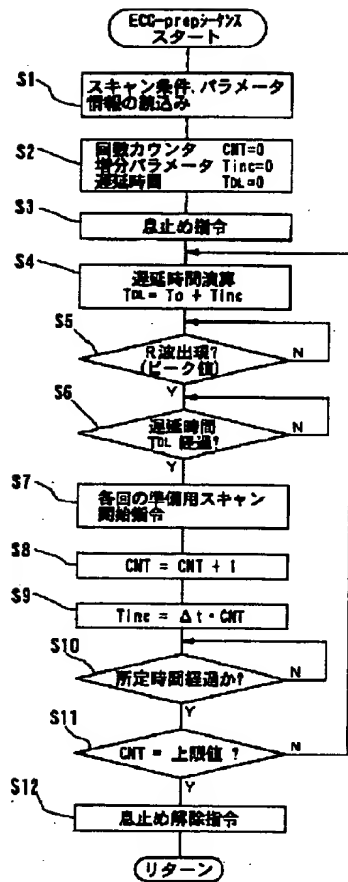 ECG-prepシーケンス
スタート
S1
スキャン条件、パラメータ
情報の読込み
S2
回数カウンタ CNT=0
増分パラメータ Tinc=0
遅延時間 TDL=0
S3
息止め指令
S4
遅延時間演算
TDL = To + Tinc
S5
R波出現?
(ピーク値)
N
Y
S6
遅延時間
TDL 経過?
N
Y
S7
各回の準備用スキャン
開始指令
S8
CNT = CNT + 1
S9
Tinc = Δt・CNT
S10
所定時間経過か?
N
Y
S11
CNT = 上限値 ?
N
Y
S12
息止め解除指令
リターン